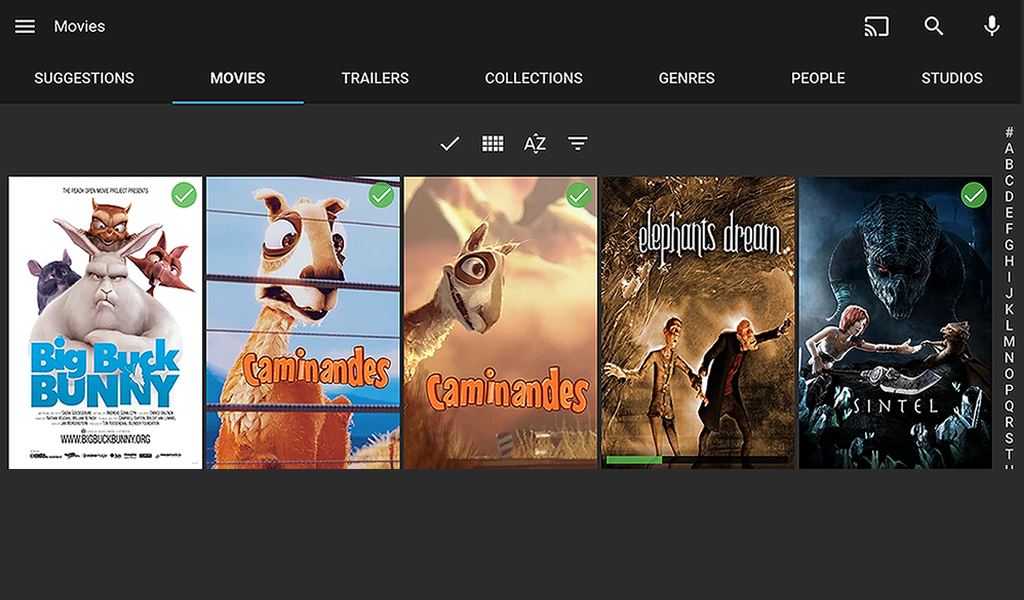 Movies
SUGGESTIONS MOVIES TRAILERS COLLECTIONS GENRES PEOPLE STUDIOS
AZ
#
A
B
C
D
E
F
G
H
I
J
K
L
M
N
O
P
Q
R
S
T
THE PEACH OPEN MOVIE PROJECT PRESENTS
Big Buck
BUNNY
WWW.BIGBUCKBUNNY.ORG
Caminandes
Caminandes
elephants dream
SINTEL